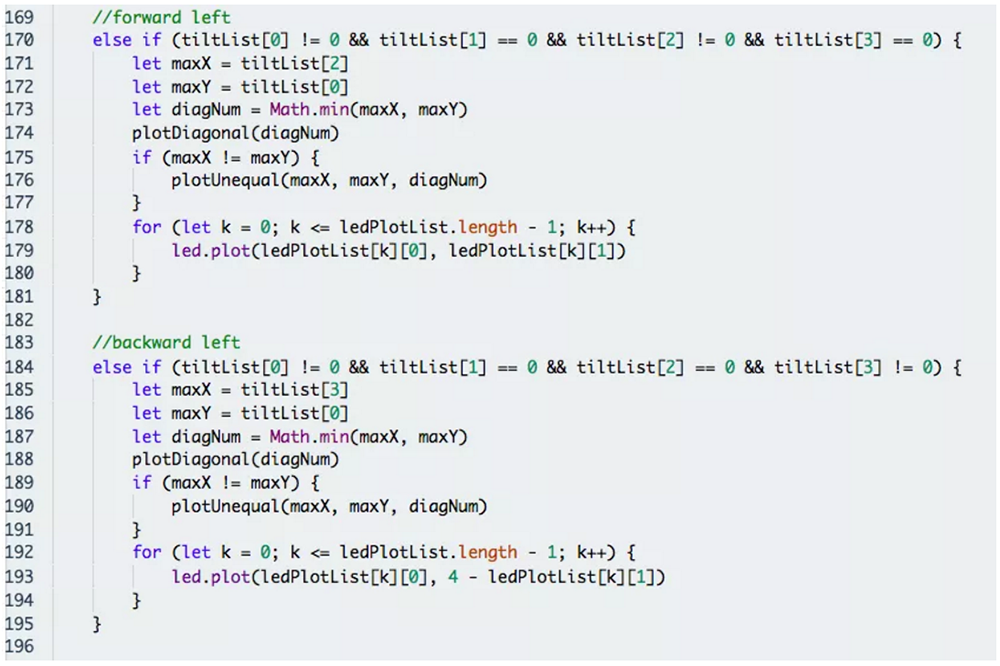 169 //forward left
170 else if (tiltList[0] != 0 && tiltList[1] == 0 && tiltList[2] != 0 && tiltList[3] == 0) {
171 let maxX = tiltList[2]
172 let maxY = tiltList[0]
173 let diagNum = Math.min(maxX, maxY)
174 plotDiagonal(diagNum)
175 if (maxX != maxY) {
176 plotUnequal(maxX, maxY, diagNum)
177 }
178 for (let k = 0; k <= ledPlotList.length - 1; k++) {
179 led.plot(ledPlotList[k][0], ledPlotList[k][1])
180 }
181 }
182
183 //backward left
184 else if (tiltList[0] != 0 && tiltList[1] == 0 && tiltList[2] == 0 && tiltList[3] != 0) {
185 let maxX = tiltList[3]
186 let maxY = tiltList[0]
187 let diagNum = Math.min(maxX, maxY)
188 plotDiagonal(diagNum)
189 if (maxX != maxY) {
190 plotUnequal(maxX, maxY, diagNum)
191 }
192 for (let k = 0; k <= ledPlotList.length - 1; k++) {
193 led.plot(ledPlotList[k][0], 4 - ledPlotList[k][1])
194 }
195 }
196